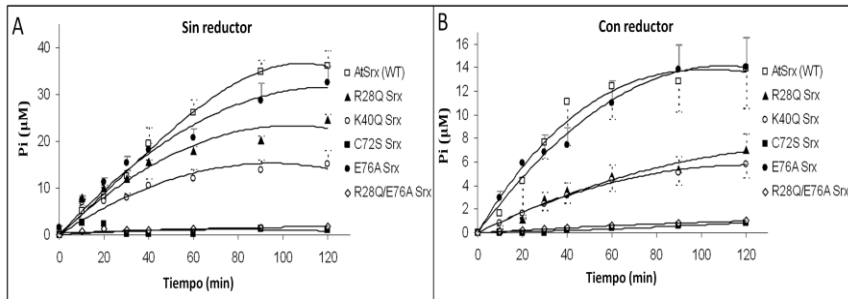 A
Sin reductor
40
30
20
10
0
Pi (µM)
0 20 40 60 80 100 120
Tiempo (min)
AtSrx (WT)
R28Q Srx
K40Q Srx
C72S Srx
E76A Srx
R28Q/E76A Srx
B
Con reductor
16
14
12
10
8
6
4
2
0
Pi (µM)
0 20 40 60 80 100 120
Tiempo (min)
AtSrx (WT)
R28Q Srx
K40Q Srx
C72S Srx
E76A Srx
R28Q/E76A Srx